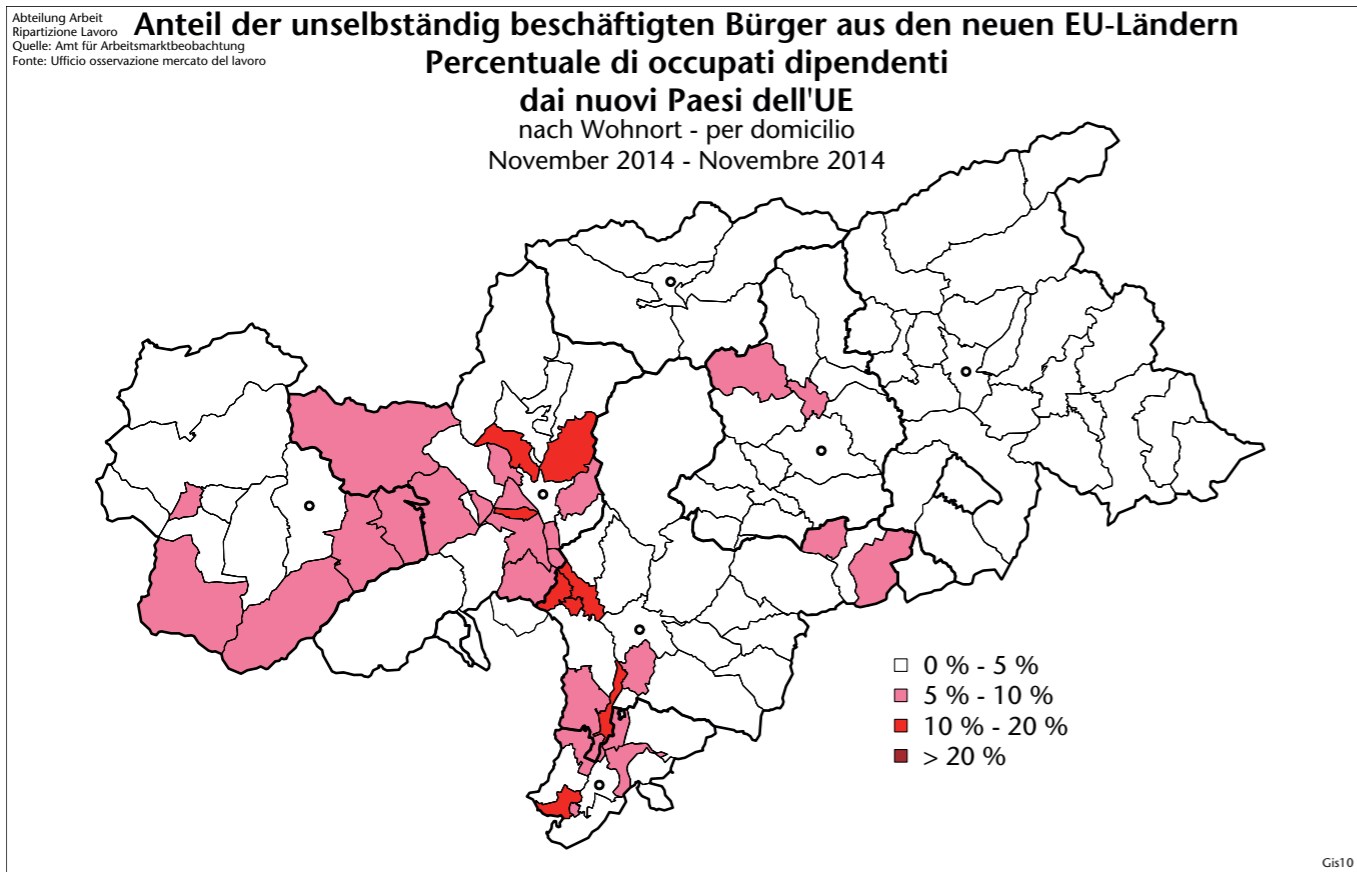 Abteilung Arbeit
Ripartizione Lavoro
Quelle: Amt für Arbeitsmarktbeobachtung
Fonte: Ufficio osservazione mercato del lavoro
Anteil der unselbständig beschäftigten Bürger aus den neuen EU-Ländern
Percentuale di occupati dipendenti
dai nuovi Paesi dell'UE
nach Wohnort - per domicilio
November 2014 - Novembre 2014
0 % - 5 %
5 % - 10 %
10 % - 20 %
> 20 %
Gis10